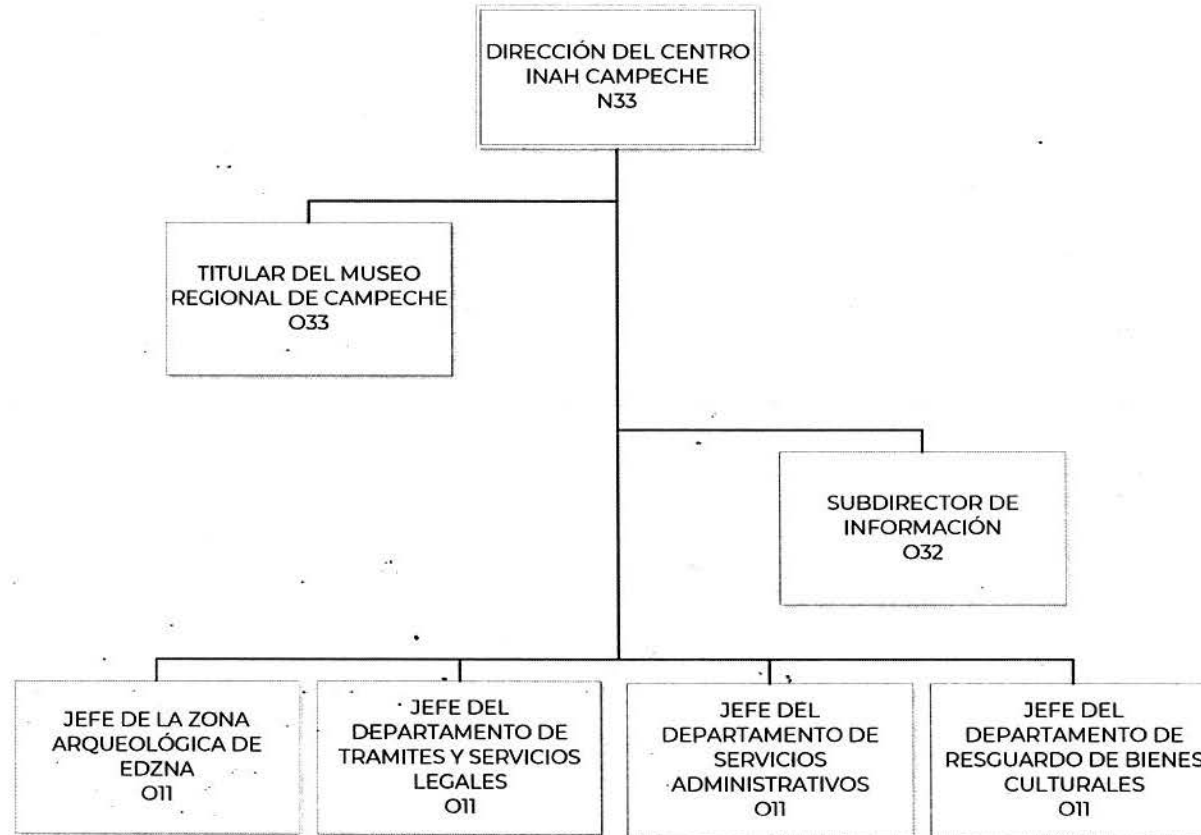 DIRECCIÓN DEL CENTRO
INAH CAMPECHE
N33
TITULAR DEL MUSEO
REGIONAL DE CAMPECHE
O33
SUBDIRECTOR DE
INFORMACIÓN
O32
JEFE DE LA ZONA
ARQUEOLÓGICA DE
EDZNA
O11
JEFE DEL
DEPARTAMENTO DE
TRAMITES Y SERVICIOS
LEGALES
O11
JEFE DEL
DEPARTAMENTO DE
SERVICIOS
ADMINISTRATIVOS
O11
JEFE DEL
DEPARTAMENTO DE
RESGUARDO DE BIENES
CULTURALES
O11